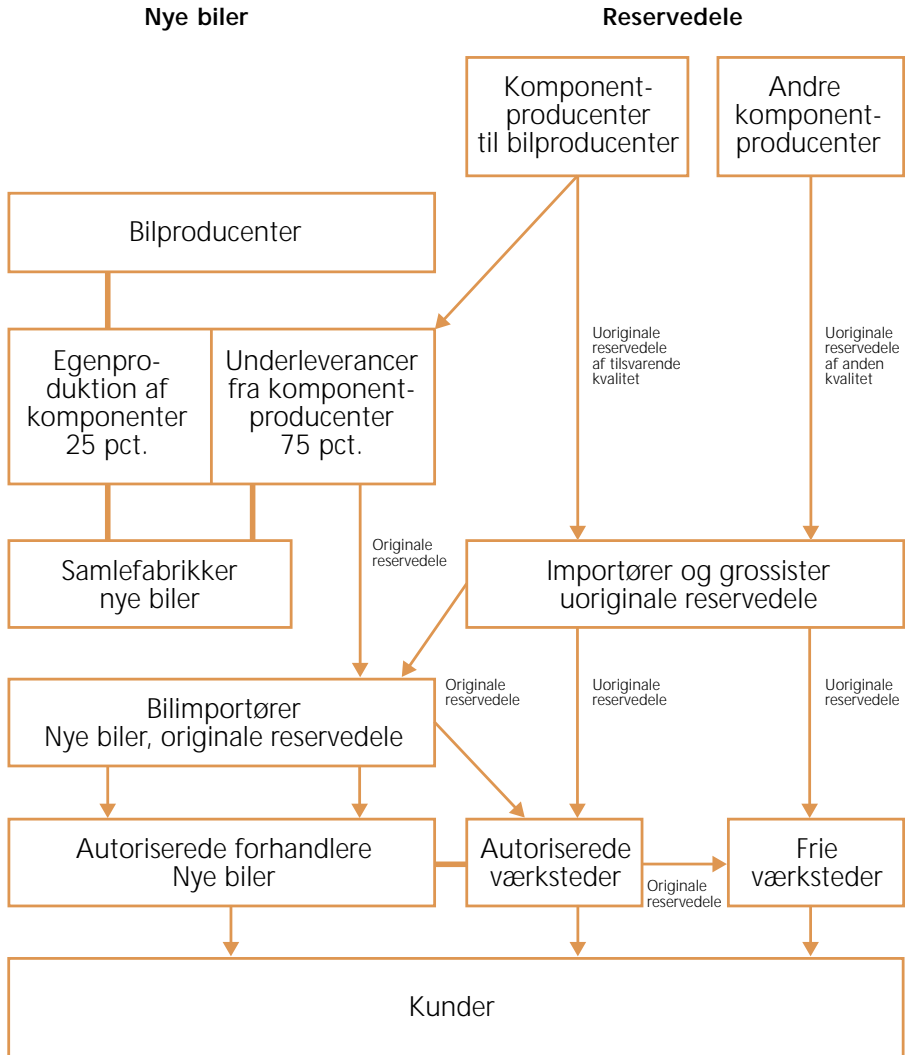 Nye biler
Reservedele
Komponent-
producenter
til bilproducenter
Andre
komponent-
producenter
Bilproducenter
Egenpro-
duktion af
komponenter
25 pct.
Underleverancer
fra komponent-
producenter
75 pct.
Uoriginale
reservedele
af tilsvarende
kvalitet
Uoriginale
reservedele
af anden
kvalitet
Samlefabrikker
nye biler
Originale
reservedele
Importører og grossister
uoriginale reservedele
Bilimportører
Nye biler, originale reservedele
Originale
reservedele
Uoriginale
reservedele
Uoriginale
reservedele
Autoriserede forhandlere
Nye biler
Autoriserede
værksteder
Originale
reservedele
Frie
værksteder
Kunder